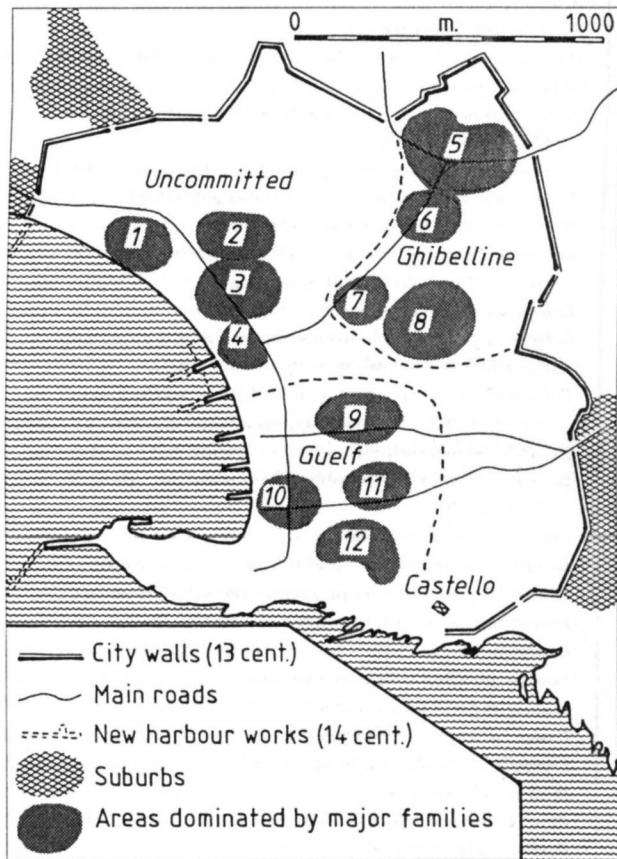 0 m. 1000
5
Uncommitted
6
1 2
Ghibelline
3
7
8
4
9
Guelf
10 11
12
Castello
City walls (13 cent.)
Main roads
New harbour works (14 cent.)
Suburbs
Areas dominated by major families